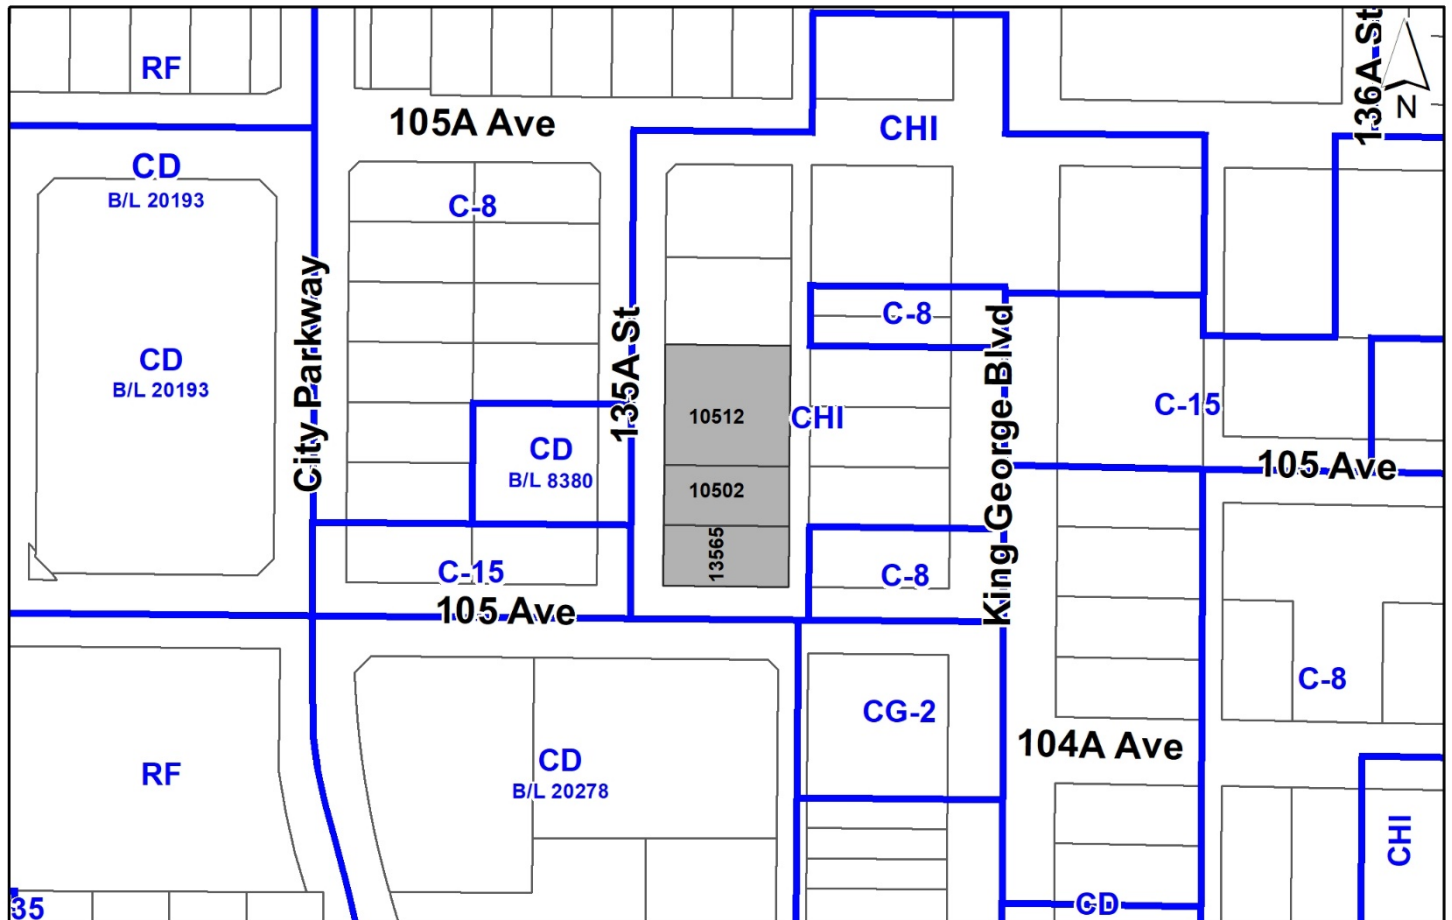 RF
136A St
N
105A Ave
CHI
CD
B/L 20193
C-8
City Parkway
135A St
C-8
King George Blvd
CD
B/L 20193
10512
CHI
C-15
CD
B/L 8380
10502
105 Ave
13565
C-15
C-8
105 Ave
C-8
CG-2
104A Ave
RF
CD
B/L 20278
CHI
35
CD